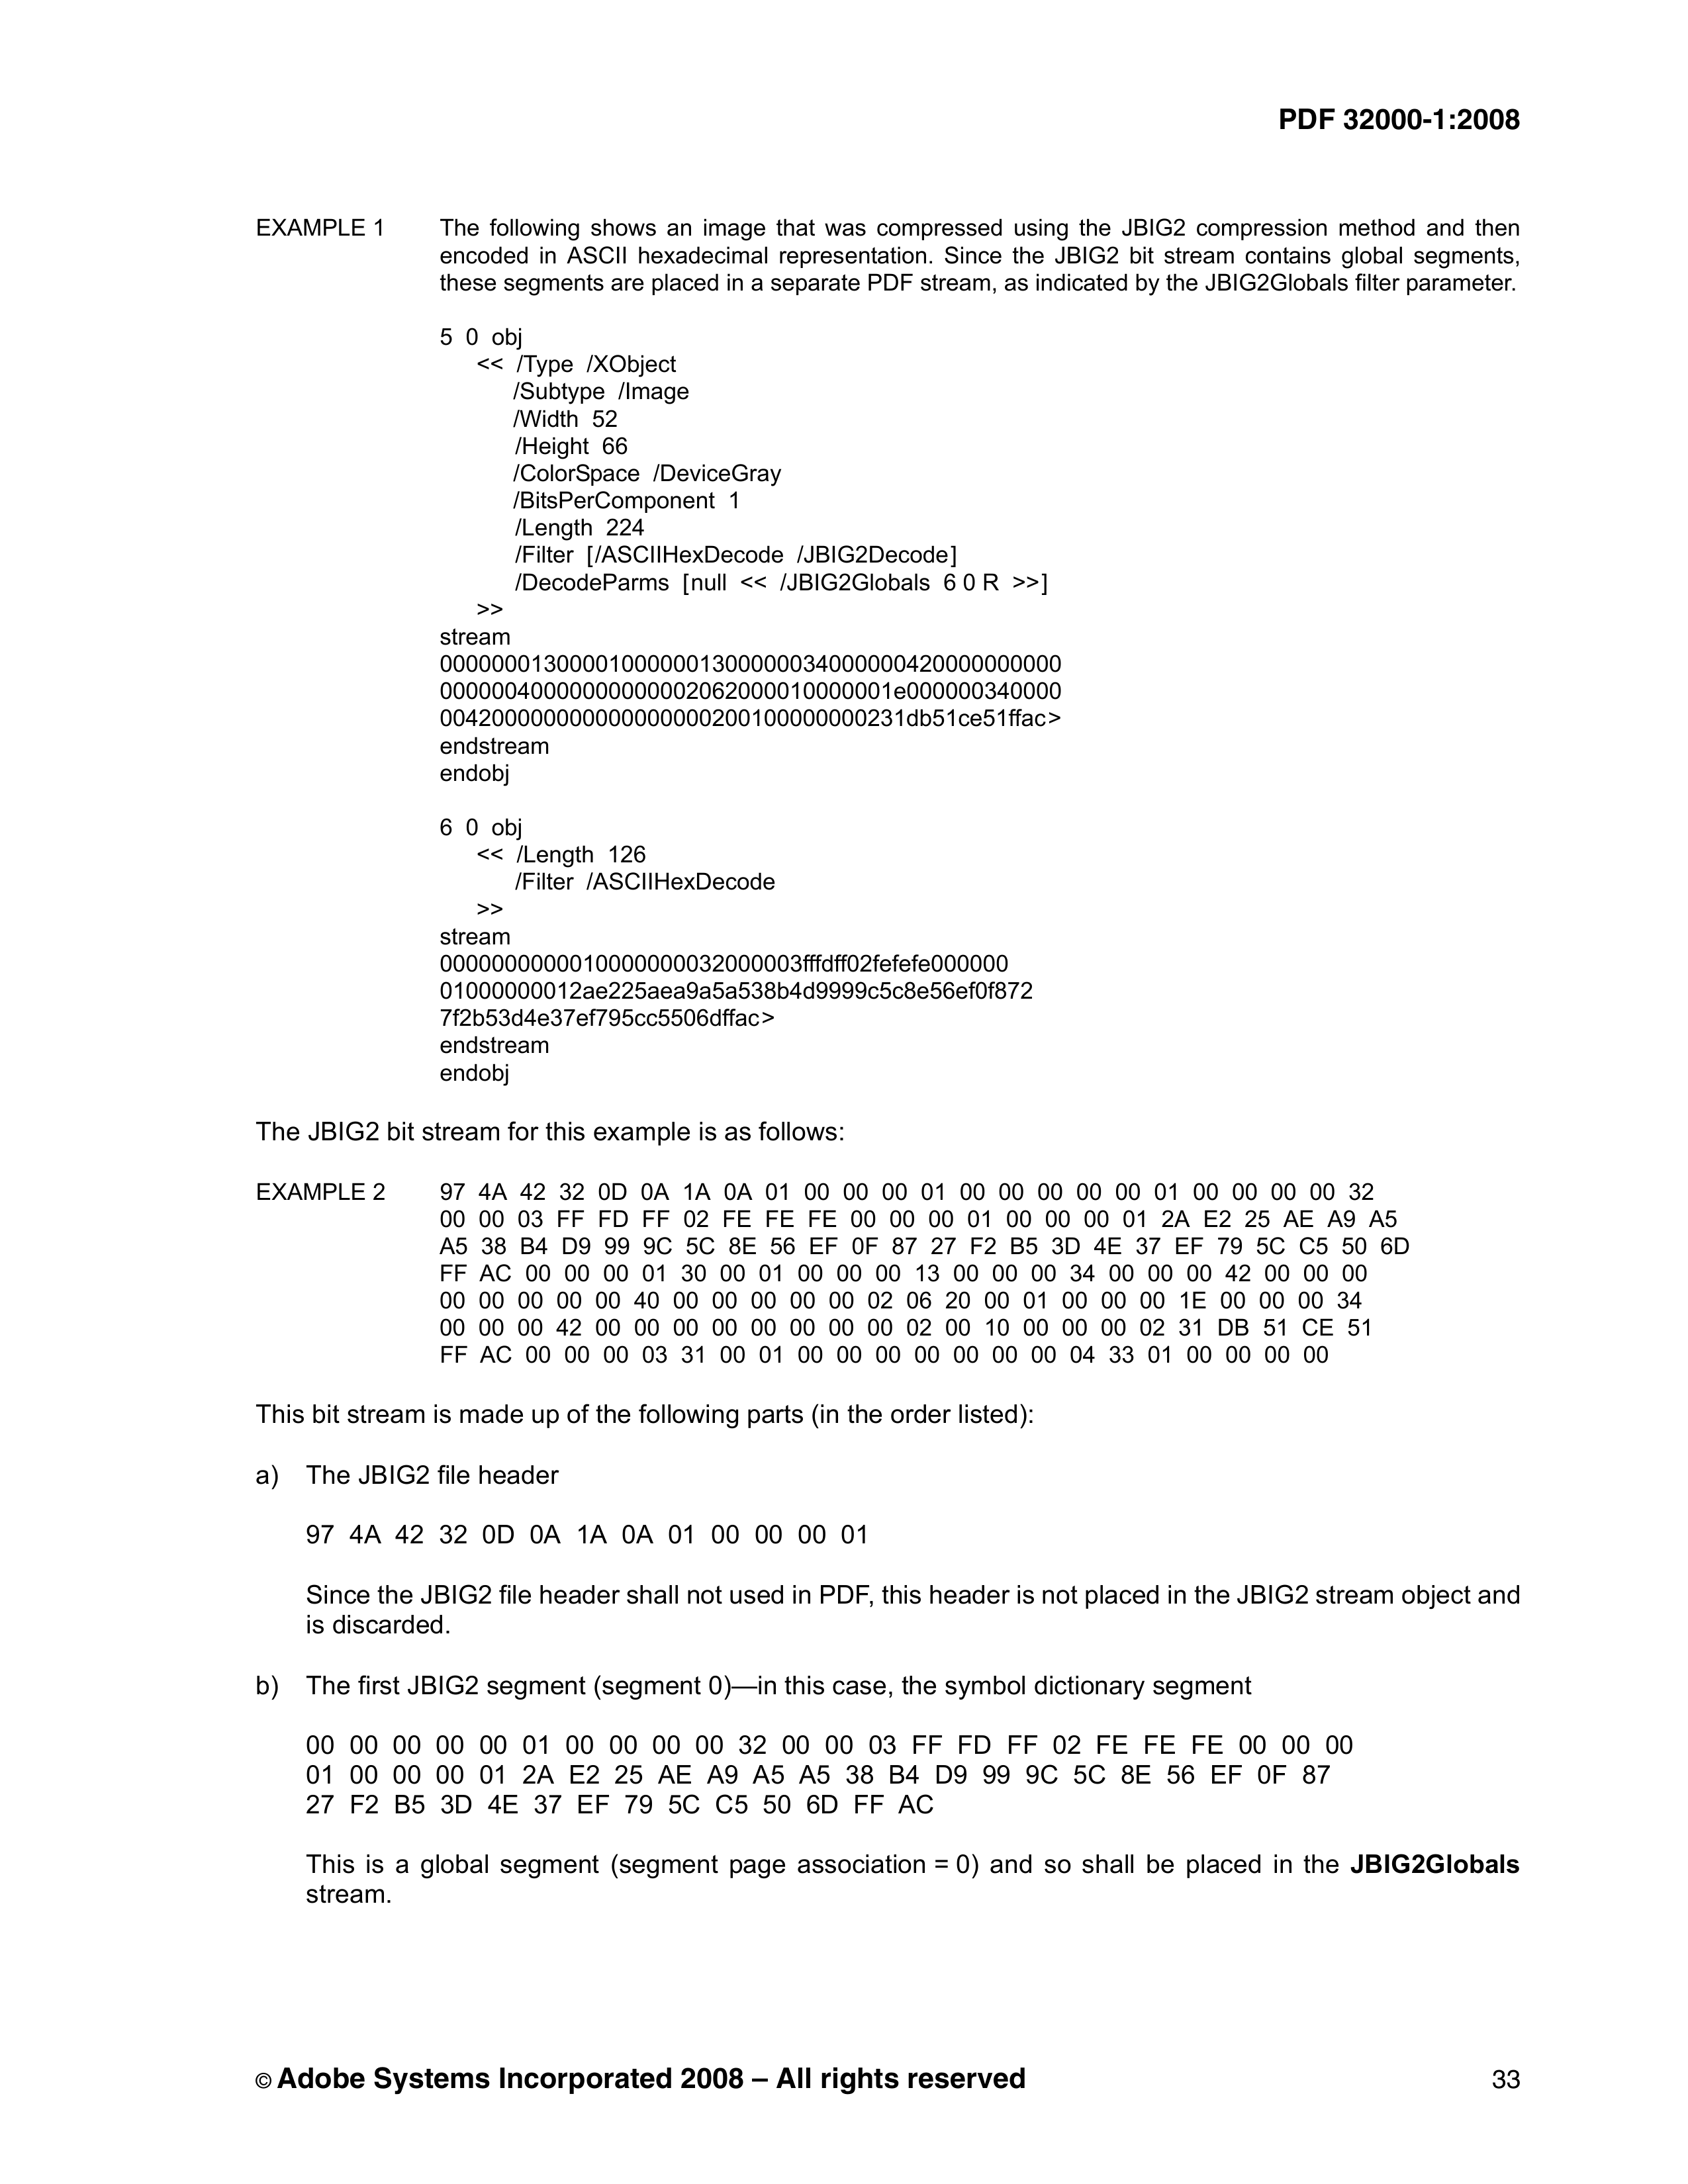 PDF 32000-1:2008
EXAMPLE 1 The following shows an image that was compressed using the JBIG2 compression method and then
encoded in ASCII hexadecimal representation. Since the JBIG2 bit stream contains global segments,
these segments are placed in a separate PDF stream, as indicated by the JBIG2Globals filter parameter.
5 0 obj
<< /Type /XObject
/Subtype /Image
/Width 52
/Height 66
/ColorSpace /DeviceGray
/BitsPerComponent 1
/Length 224
/Filter [/ASCIIHexDecode /JBIG2Decode]
/DecodeParms [null << /JBIG2Globals 6 0 R >>]
>>
stream
000000013000010000001300000034000000420000000000
00000040000000000002062000010000001e000000340000
00420000000000000000000200100000000231db51ce51ffac>
endstream
endobj
6 0 obj
<< /Length 126
/Filter /ASCIIHexDecode
>>
stream
0000000000010000000032000003fffdff02fefefe000000
01000000012ae225aea9a5a538b4d9999c5c8e56ef0f872
7f2b53d4e37ef795cc5506dffac>
endstream
endobj
The JBIG2 bit stream for this example is as follows:
EXAMPLE 2 97 4A 42 32 0D 0A 1A 0A 01 00 00 00 01 00 00 00 00 00 01 00 00 00 00 32
00 00 03 FF FD FF 02 FE FE FE 00 00 00 01 00 00 00 01 2A E2 25 AE A9 A5
A5 38 B4 D9 99 9C 5C 8E 56 EF 0F 87 27 F2 B5 3D 4E 37 EF 79 5C C5 50 6D
FF AC 00 00 00 01 30 00 01 00 00 00 13 00 00 00 34 00 00 00 42 00 00 00
00 00 00 00 00 40 00 00 00 00 00 02 06 20 00 01 00 00 00 1E 00 00 00 34
00 00 00 42 00 00 00 00 00 00 00 00 00 02 00 10 00 00 00 02 31 DB 51 CE 51
FF AC 00 00 00 03 31 00 01 00 00 00 00 00 00 00 04 33 01 00 00 00 00
This bit stream is made up of the following parts (in the order listed):
a) The JBIG2 file header
97 4A 42 32 0D 0A 1A 0A 01 00 00 00 01
Since the JBIG2 file header shall not used in PDF, this header is not placed in the JBIG2 stream object and
is discarded.
b) The first JBIG2 segment (segment 0)—in this case, the symbol dictionary segment
00 00 00 00 00 01 00 00 00 00 32 00 00 03 FF FD FF 02 FE FE FE 00 00 00
01 00 00 00 01 2A E2 25 AE A9 A5 A5 38 B4 D9 99 9C 5C 8E 56 EF 0F 87
27 F2 B5 3D 4E 37 EF 79 5C C5 50 6D FF AC
This is a global segment (segment page association = 0) and so shall be placed in the JBIG2Globals
stream.
© Adobe Systems Incorporated 2008 – All rights reserved 33